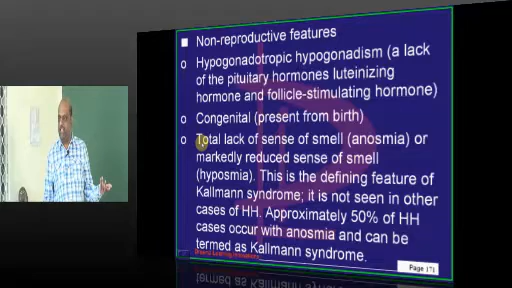 Non-reproductive features
Hypogonadotropic hypogonadism (a lack
of the pituitary hormones luteinizing
hormone and follicle-stimulating hormone)
Congenital (present from birth)
Total lack of sense of smell (anosmia) or
markedly reduced sense of smell
(hyposmia). This is the defining feature of
Kallmann syndrome; it is not seen in other
cases of HH. Approximately 50% of HH
cases occur with anosmia and can be
termed as Kallmann syndrome.
Page 171